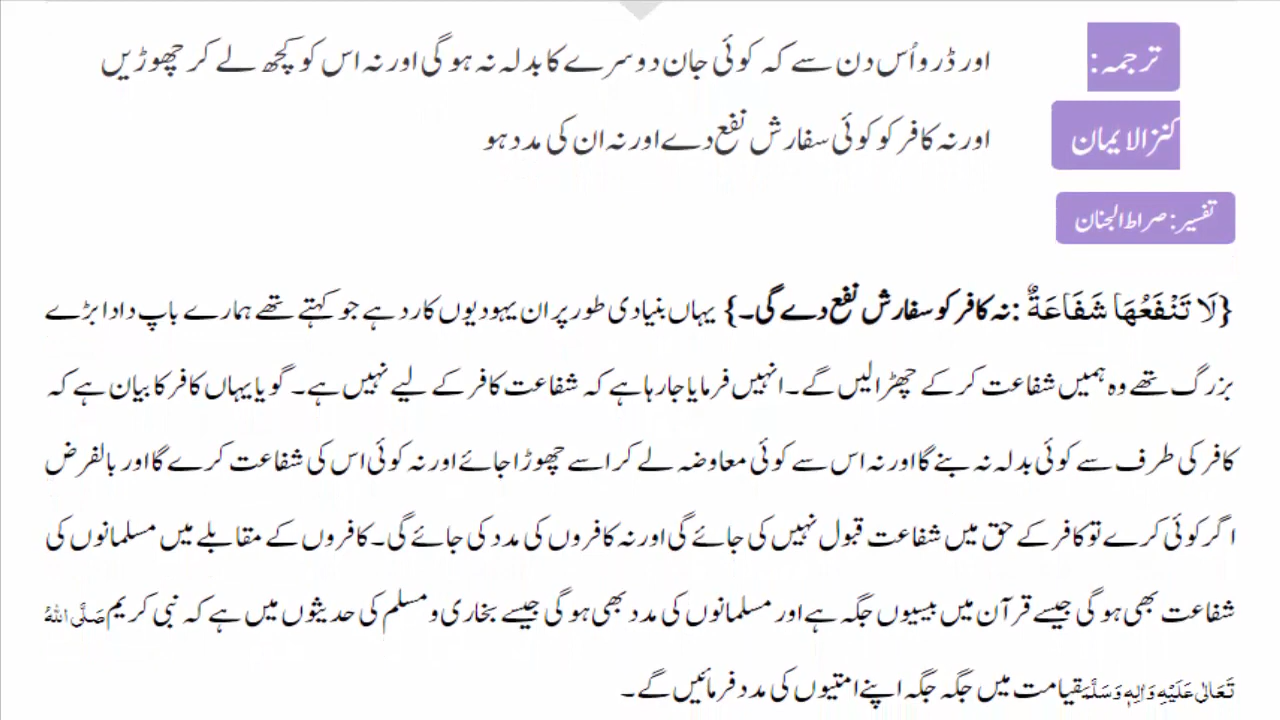 ترجمہ: اور ڈرو اُس دن سے کہ کوئی جان دوسرے کا بدلہ نہ ہوگی اور نہ اس کو کچھ لے کر چھوڑیں
کنزالایمان اور نہ کافر کو کوئی سفارش نفع دے اور نہ ان کی مدد ہو
تفسیر: صراط الجنان
{لَا تَنْفَعُهَا شَفَاعَةٌ: نہ کافر کو سفارش نفع دے گی۔} یہاں بنیادی طور پر ان یہودیوں کا رد ہے جو کہتے تھے ہمارے باپ دادا بڑے
بزرگ تھے وہ ہمیں شفاعت کر کے چھڑا لیں گے۔ انہیں فرمایا جا رہا ہے کہ شفاعت کافر کے لیے نہیں ہے۔ گویا یہاں کافر کا بیان ہے کہ
کافر کی طرف سے کوئی بدلہ نہ بنے گا اور نہ اس سے کوئی معاوضہ لے کر اسے چھوڑا جائے اور نہ کوئی اس کی شفاعت کرے گا اور بالفرض
اگر کوئی کرے تو کافر کے حق میں شفاعت قبول نہیں کی جائے گی اور نہ کافروں کی مدد کی جائے گی۔ کافروں کے مقابلے میں مسلمانوں کی
شفاعت بھی ہوگی جیسے قرآن میں بیسیوں جگہ ہے اور مسلمانوں کی مدد بھی ہوگی جیسے بخاری و مسلم کی حدیثوں میں ہے کہ نبی کریم صَلَّی اللہُ
تَعَالٰی عَلَیْہِ وَاٰلِہٖ وَسَلَّمَ قیامت میں جگہ جگہ اپنے امتیوں کی مدد فرمائیں گے۔